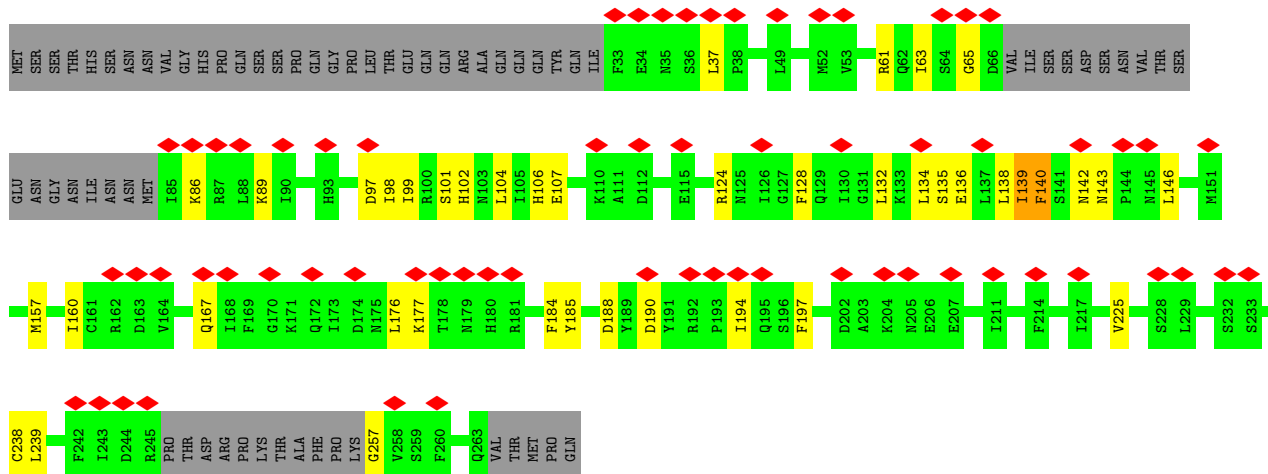 MET SER SER THR HIS SER ASN ASN VAL GLY HIS PRO GLN SER SER PRO GLN GLY PRO LEU THR GLU GLN GLN ARG ALA GLN GLN GLN TYR GLN ILE F33 E34 N35 S36 L37 P38 L49 M52 V53 R61 Q62 I63 S64 G65 D66 VAL ILE SER SER ASP SER ASN VAL THR SER
GLU ASN GLY ASN ILE ASN ASN MET I85 K86 R87 L88 K89 I90 H93 D97 I98 I99 R100 S101 H102 N103 L104 I105 H106 E107 K110 A111 D112 E115 R124 N125 I126 G127 F128 Q129 I130 G131 L132 K133 L134 S135 E136 L137 L138 I139 F140 S141 N142 N143 P144 N145 L146 M151
M157 I160 C161 R162 D163 V164 Q167 I168 F169 G170 K171 Q172 I173 D174 N175 L176 K177 T178 N179 H180 R181 F184 Y185 D188 Y189 D190 Y191 R192 P193 I194 Q195 S196 F197 D202 A203 K204 N205 E206 E207 I211 F214 I217 V225 S228 L229 S232 S233
C238 L239 F242 I243 D244 R245 PRO THR ASP ARG PRO LYS THR ALA PHE PRO LYS G257 V258 S259 F260 Q263 VAL THR MET PRO GLN